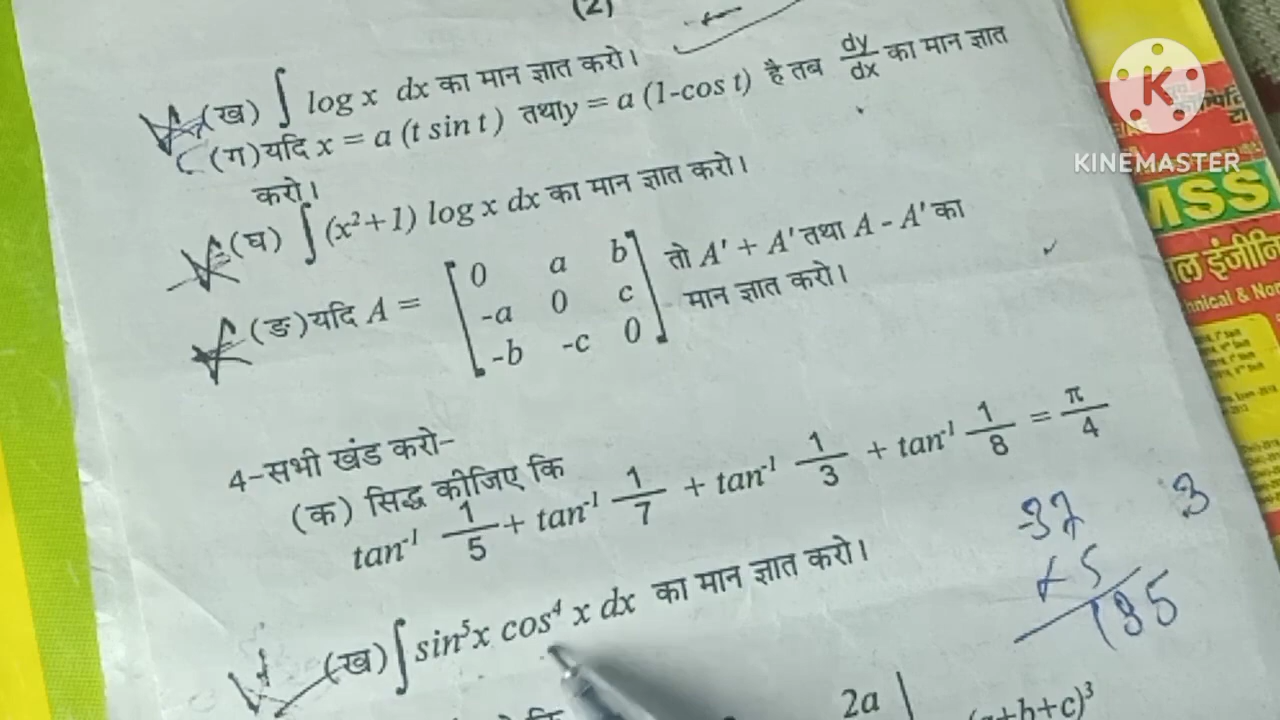 (2)
(ख) ∫ log x dx का मान ज्ञात करो।
(ग) यदि x = a (t sin t) तथा y = a (1-cos t) है तब dy/dx का मान ज्ञात
करो।
(घ) ∫ (x²+1) log x dx का मान ज्ञात करो।
(ङ) यदि A = [0 a b
-a 0 c
-b -c 0] तो A' + A' तथा A - A' का
मान ज्ञात करो।
4-सभी खंड करो-
(क) सिद्ध कीजिए कि
tan⁻¹ 1/5 + tan⁻¹ 1/7 + tan⁻¹ 1/3 + tan⁻¹ 1/8 = π/4
(ख) ∫ sin⁵x cos⁴ x dx का मान ज्ञात करो।
2a
(a+b+c)³
37
×5
185
3
K
KINEMASTER
MSS